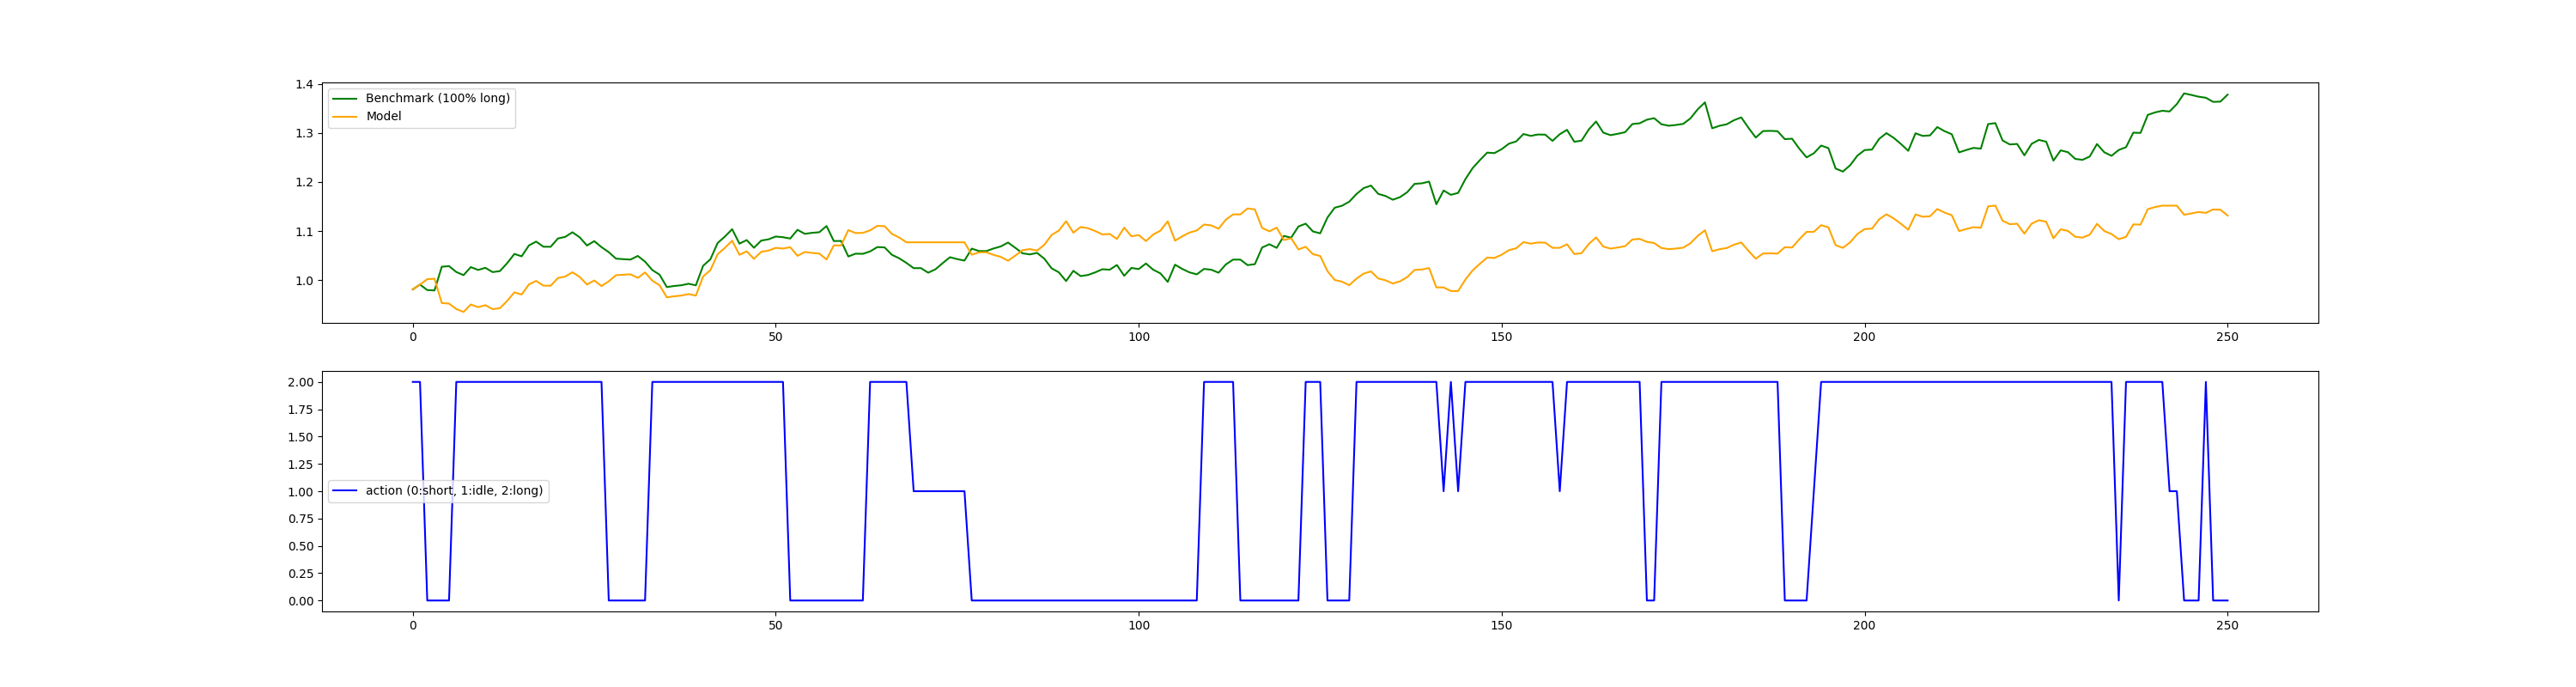 1.4
1.3
1.2
1.1
1.0
Benchmark (100% long)
Model
0 50 100 150 200 250
2.00
1.75
1.50
1.25
1.00
0.75
0.50
0.25
0.00
action (0:short, 1:idle, 2:long)
0 50 100 150 200 250